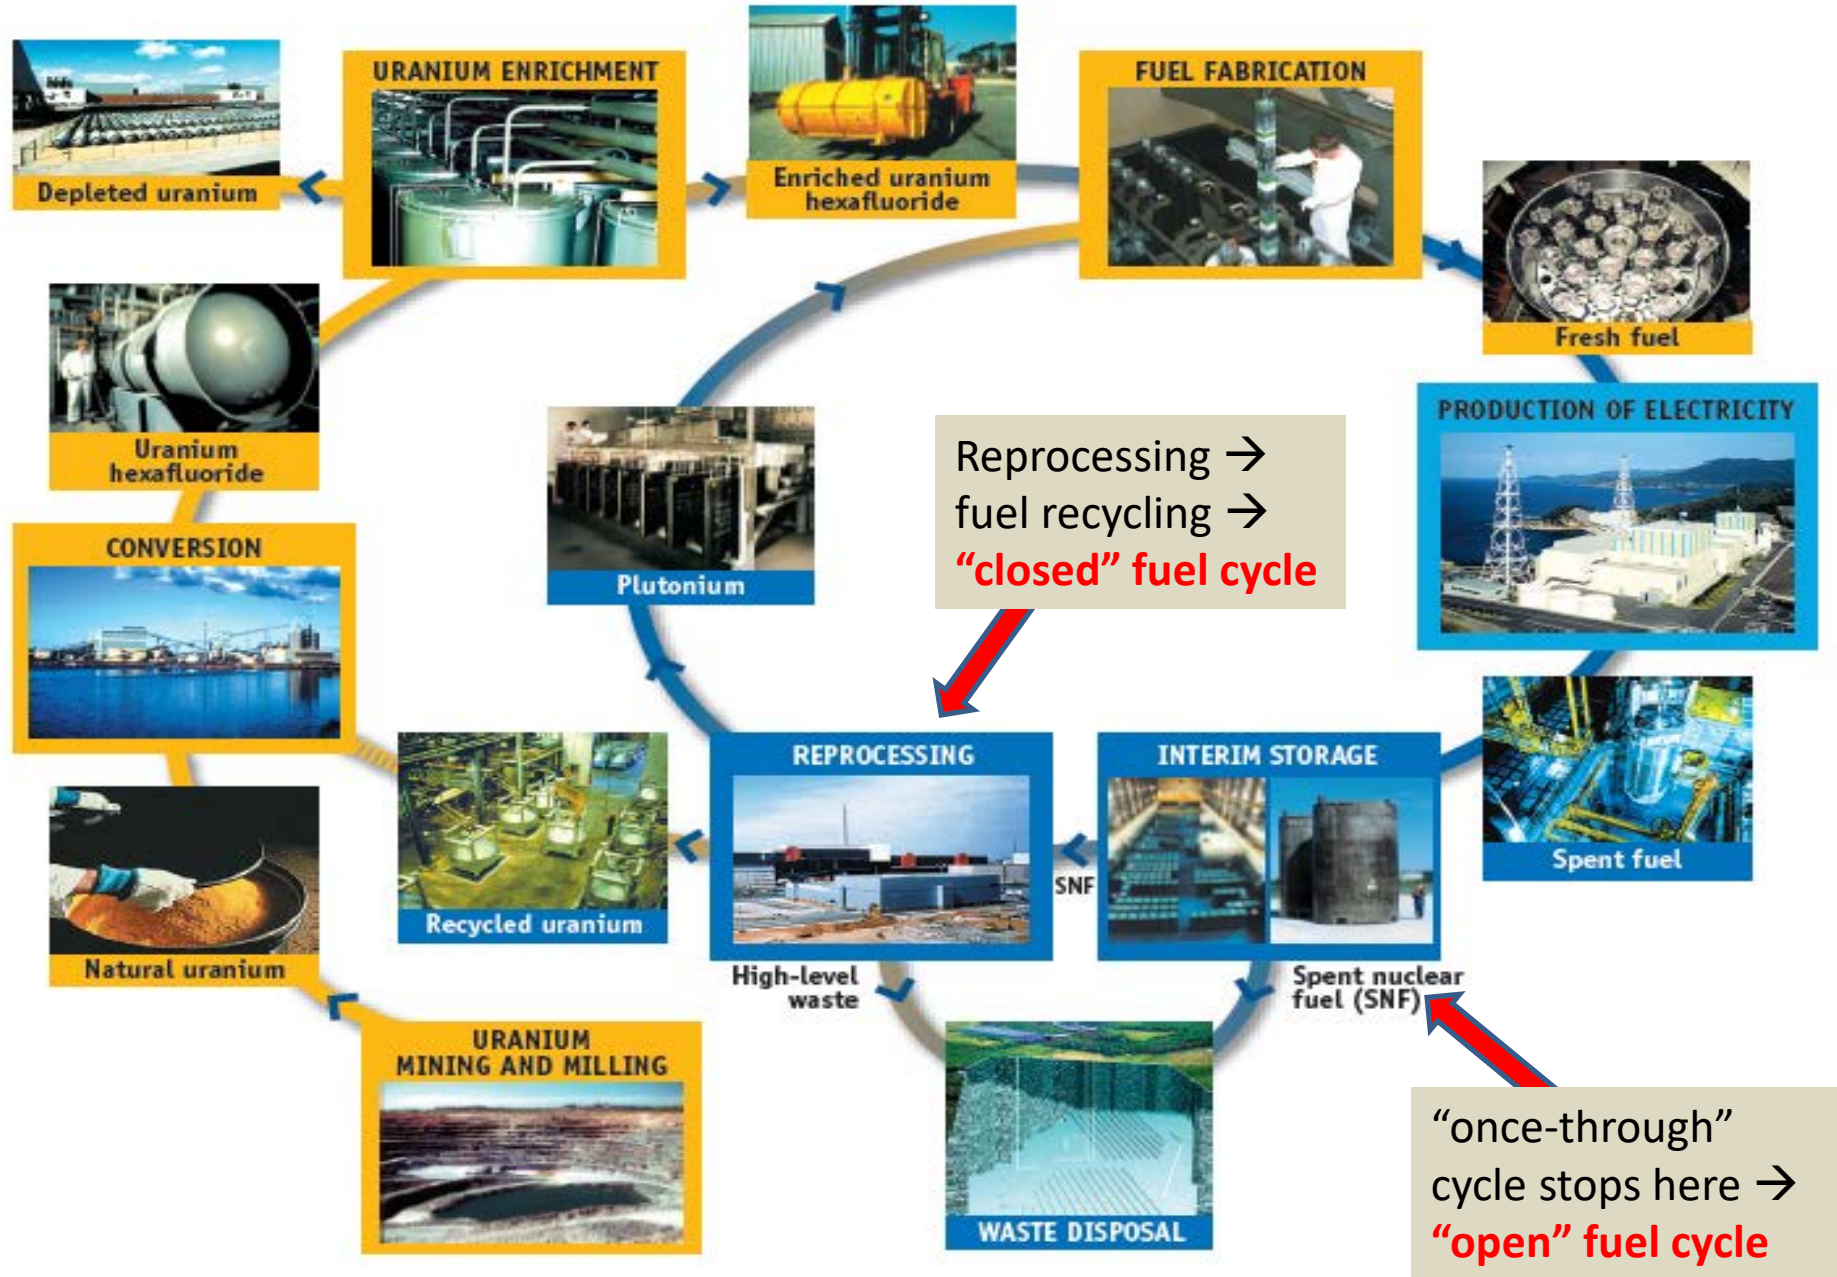 URANIUM ENRICHMENT
FUEL FABRICATION
Depleted uranium
Enriched uranium
hexafluoride
Fresh fuel
Uranium
hexafluoride
PRODUCTION OF ELECTRICITY
Reprocessing →
fuel recycling →
“closed” fuel cycle
CONVERSION
Plutonium
REPROCESSING
INTERIM STORAGE
Spent fuel
SNF
Recycled uranium
Natural uranium
High-level
waste
Spent nuclear
fuel (SNF)
URANIUM
MINING AND MILLING
WASTE DISPOSAL
“once-through”
cycle stops here →
“open” fuel cycle